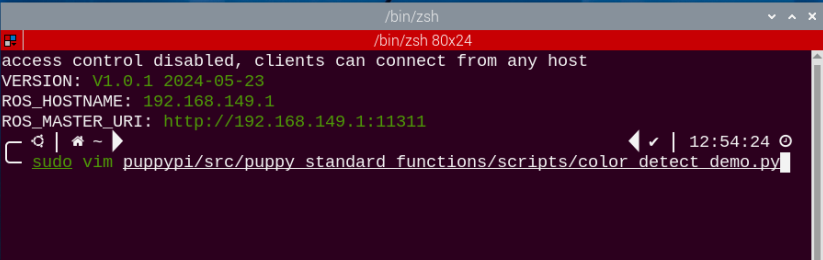 /bin/zsh
/bin/zsh 80x24
access control disabled, clients can connect from any host
VERSION: V1.0.1 2024-05-23
ROS_HOSTNAME: 192.168.149.1
ROS_MASTER_URI: http://192.168.149.1:11311
~ ✔ 12:54:24
sudo vim puppypi/src/puppy_standard_functions/scripts/color_detect_demo.py